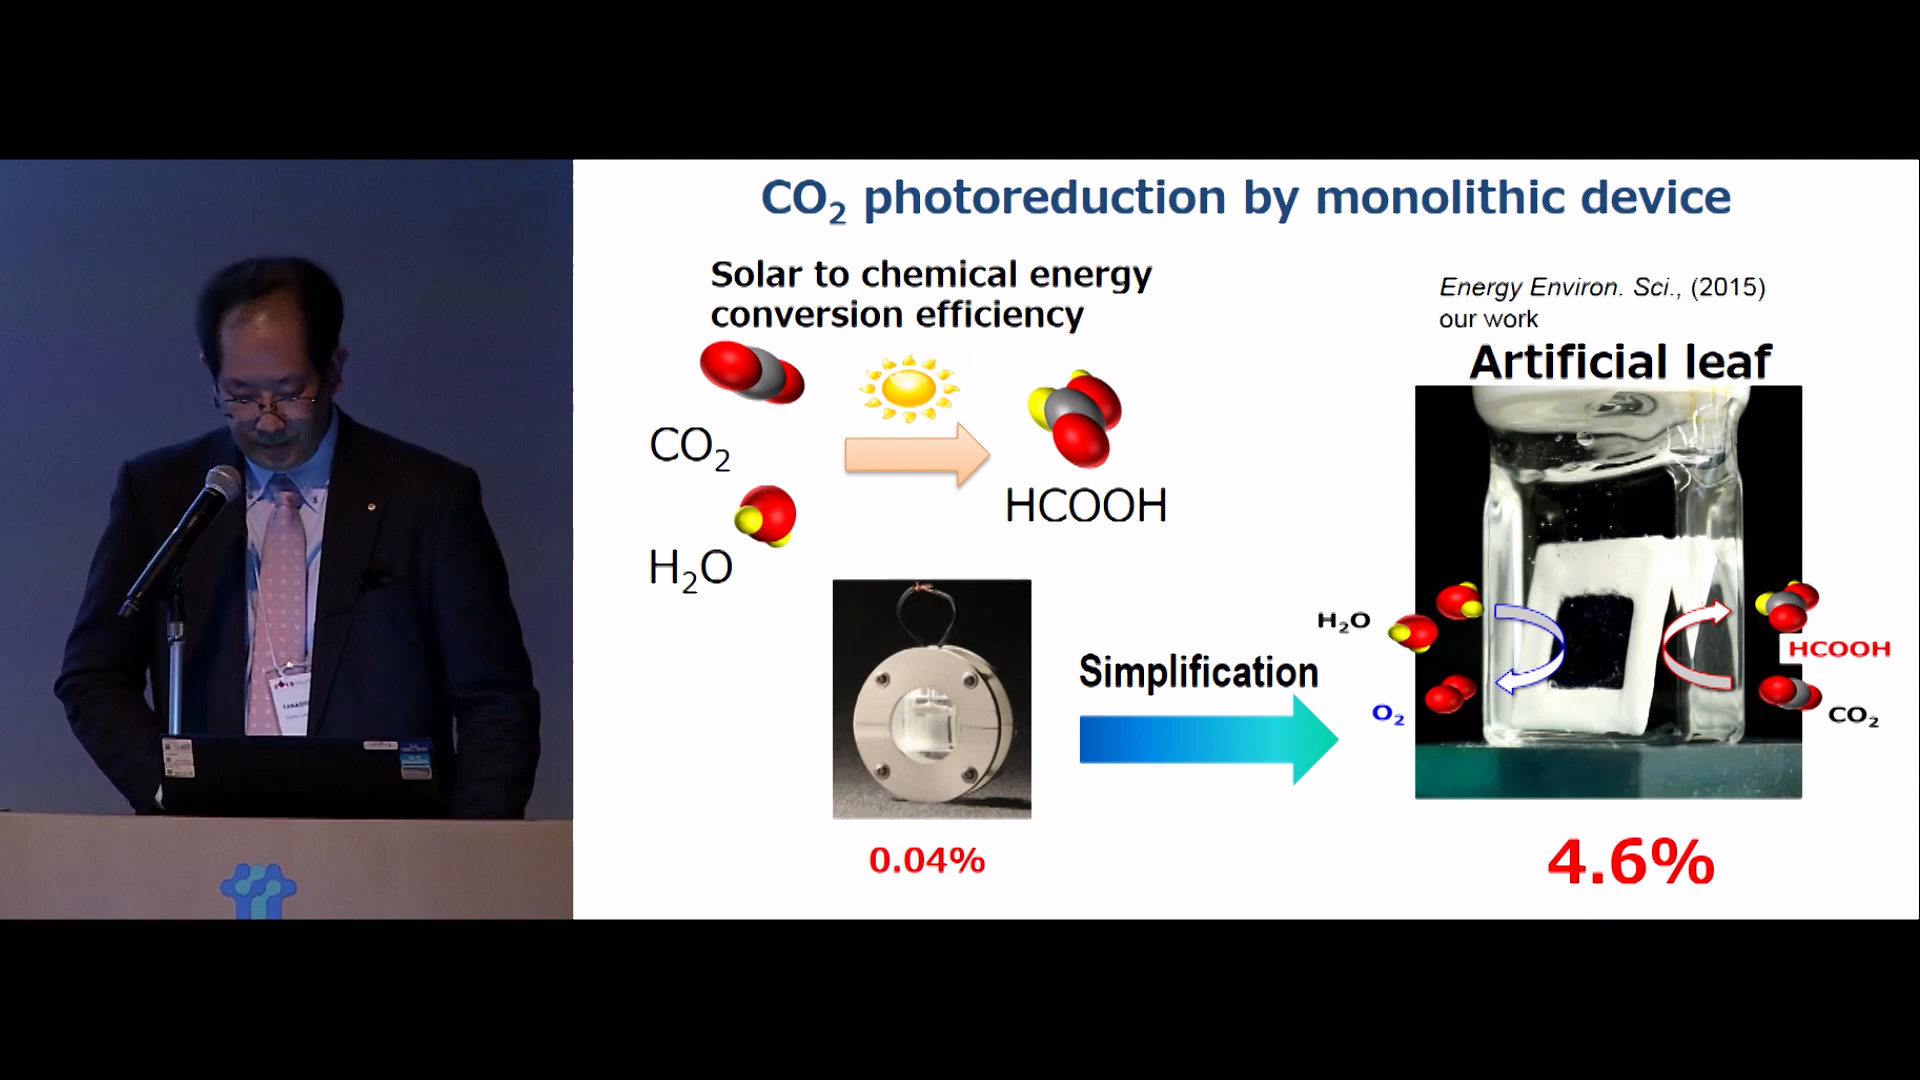 CO₂ photoreduction by monolithic device
Solar to chemical energy
conversion efficiency
Energy Environ. Sci., (2015)
our work
Artificial leaf
CO₂
HCOOH
H₂O
H₂O
HCOOH
Simplification
O₂
CO₂
0.04%
4.6%